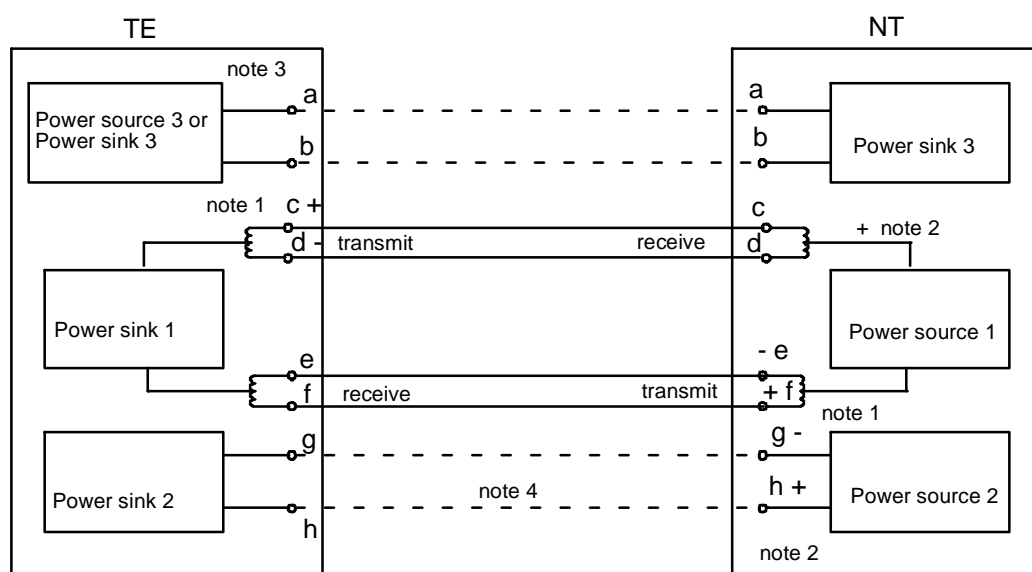 TE
NT
note 3
a
a
Power source 3 or
Power sink 3
b
b
Power sink 3
note 1
c +
c
d -
transmit
receive
d
+ note 2
Power sink 1
Power source 1
e
- e
f
receive
transmit
+ f
note 1
g
g -
Power sink 2
note 4
h +
Power source 2
h
note 2